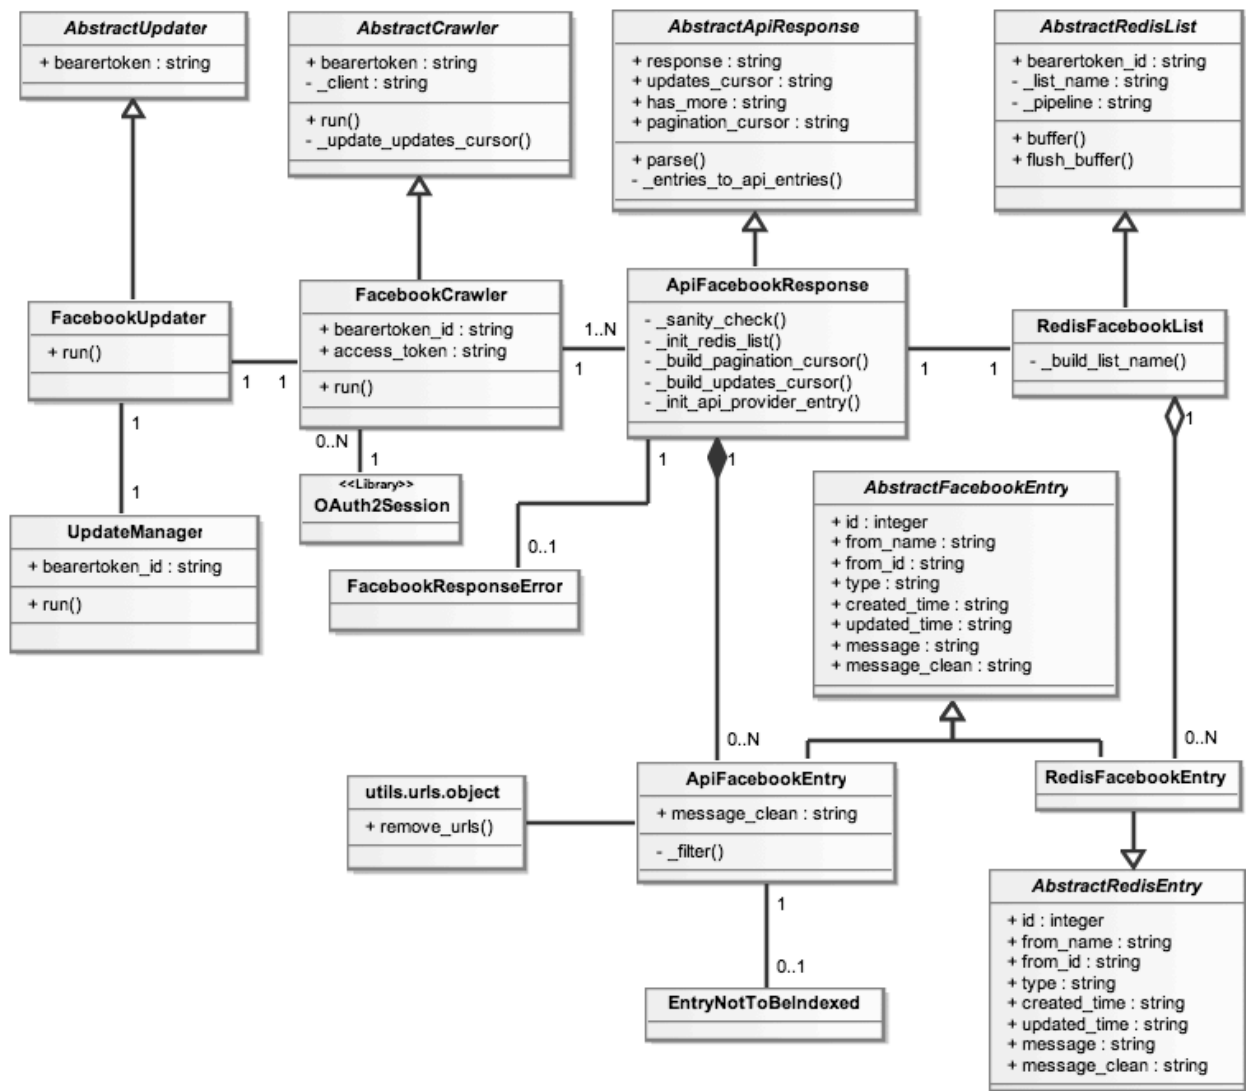 AbstractUpdater
+ bearertoken : string
AbstractCrawler
+ bearertoken : string
- _client : string
+ run()
- _update_updates_cursor()
AbstractApiResponse
+ response : string
+ updates_cursor : string
+ has_more : string
+ pagination_cursor : string
+ parse()
- _entries_to_api_entries()
AbstractRedisList
+ bearertoken_id : string
- _list_name : string
- _pipeline : string
+ buffer()
+ flush_buffer()
FacebookUpdater
+ run()
1
1
FacebookCrawler
+ bearertoken_id : string
+ access_token : string
+ run()
1..N
1
ApiFacebookResponse
- _sanity_check()
- _init_redis_list()
- _build_pagination_cursor()
- _build_updates_cursor()
- _init_api_provider_entry()
1
1
RedisFacebookList
- _build_list_name()
1
1
0..N
1
<<Library>>
OAuth2Session
1
0..1
1
1
UpdateManager
+ bearertoken_id : string
+ run()
FacebookResponseError
AbstractFacebookEntry
+ id : integer
+ from_name : string
+ from_id : string
+ type : string
+ created_time : string
+ updated_time : string
+ message : string
+ message_clean : string
0..N
0..N
utils.urls.object
+ remove_urls()
ApiFacebookEntry
+ message_clean : string
- _filter()
RedisFacebookEntry
1
0..1
EntryNotToBeIndexed
AbstractRedisEntry
+ id : integer
+ from_name : string
+ from_id : string
+ type : string
+ created_time : string
+ updated_time : string
+ message : string
+ message_clean : string